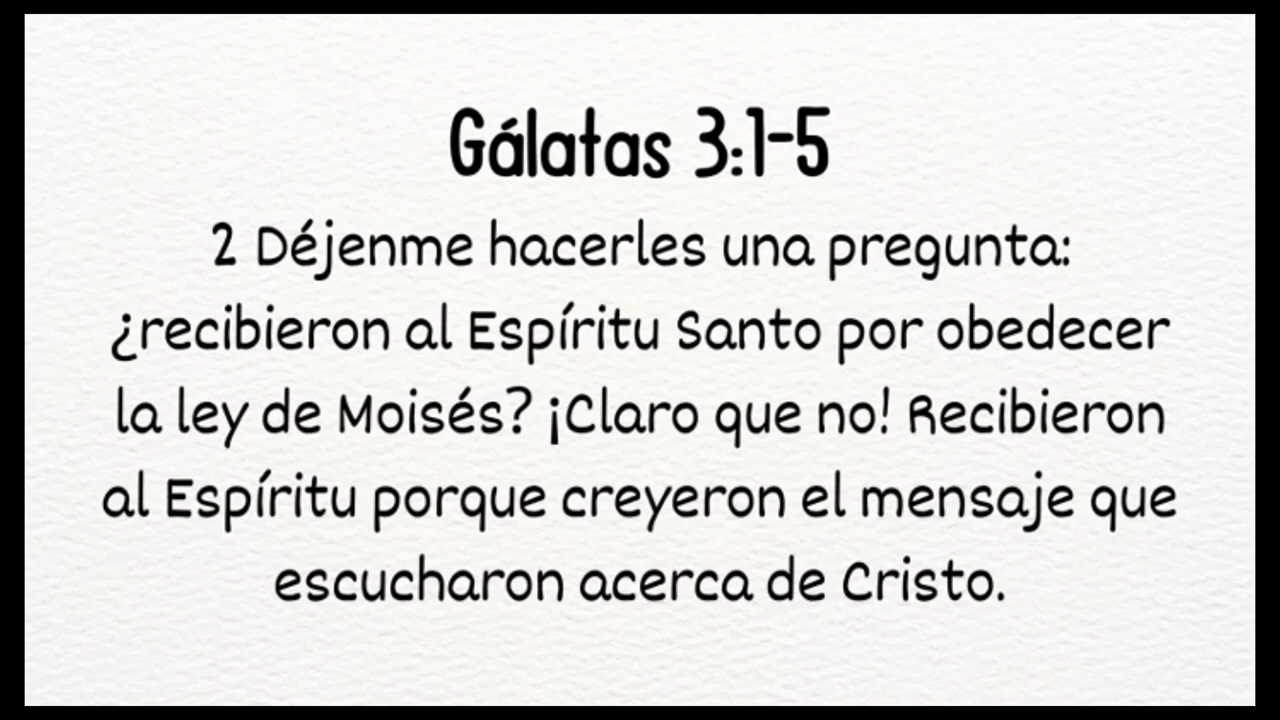 Gálatas 3:1-5
2 Déjenme hacerles una pregunta:
¿recibieron al Espíritu Santo por obedecer
la ley de Moisés? ¡Claro que no! Recibieron
al Espíritu porque creyeron el mensaje que
escucharon acerca de Cristo.